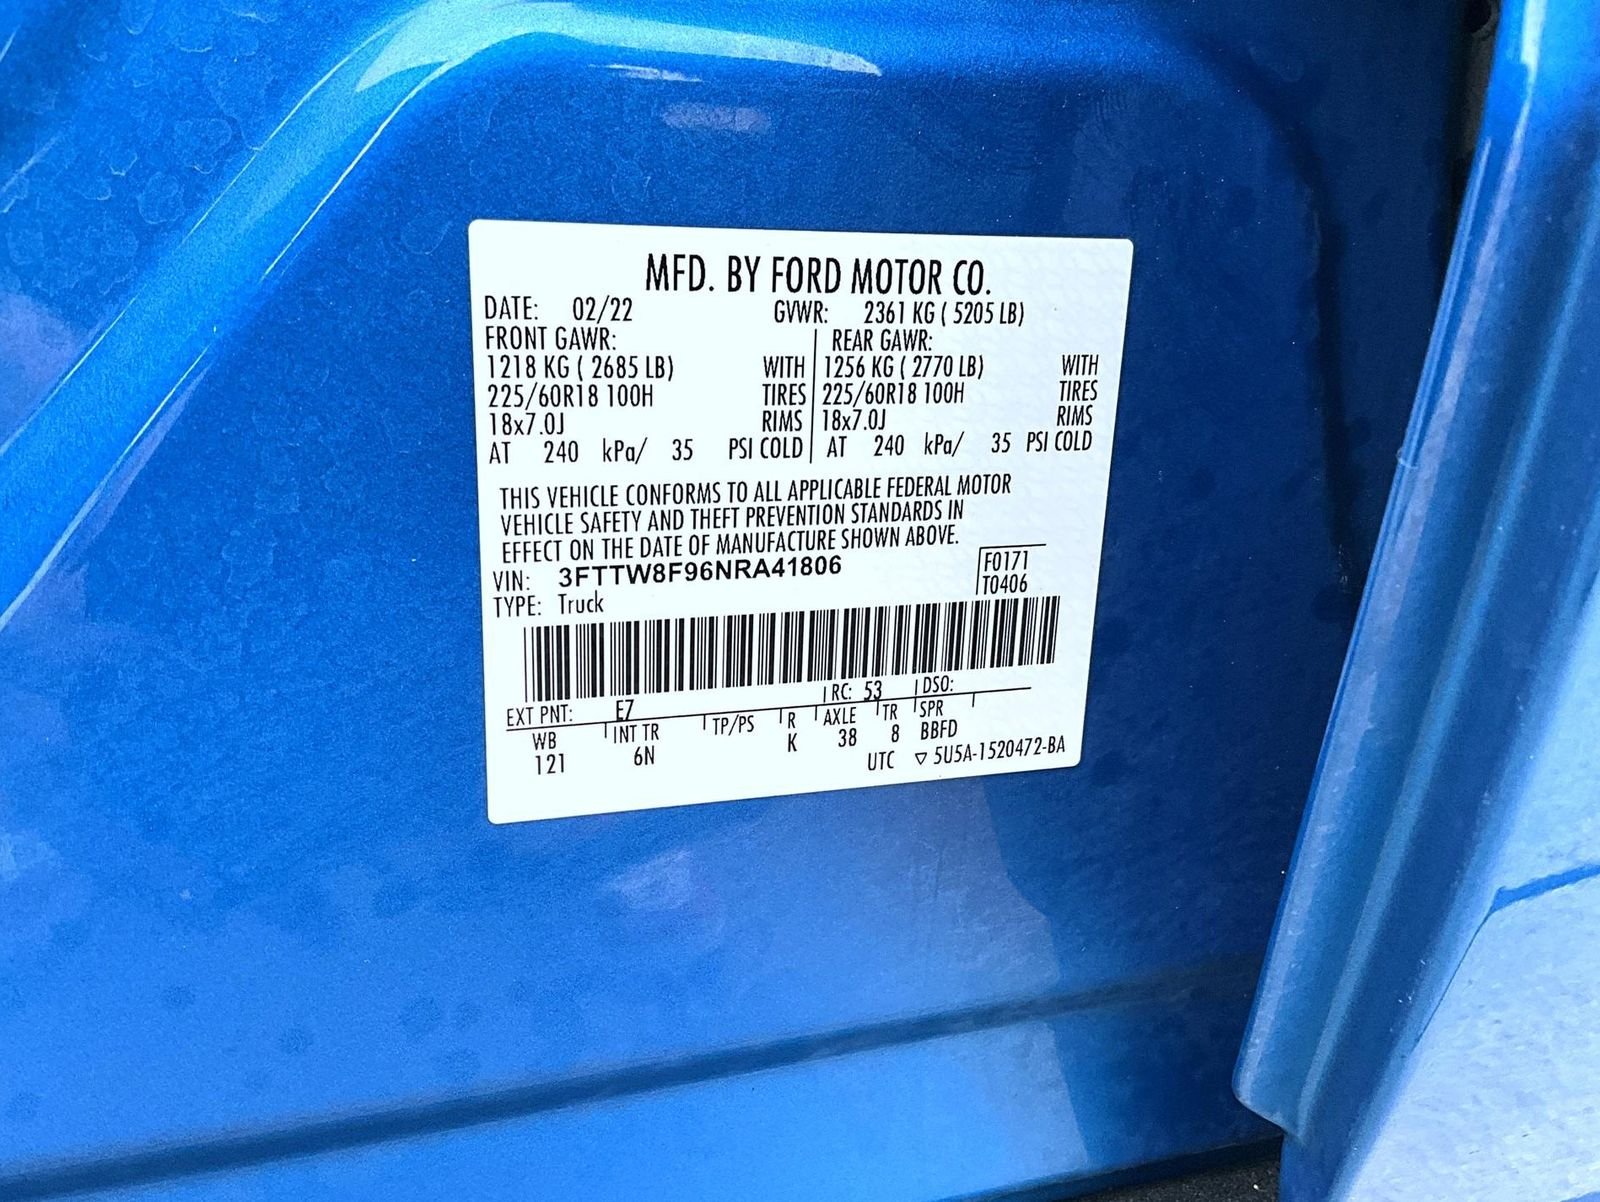 MFD. BY FORD MOTOR CO.
DATE: 02/22 GVWR: 2361 KG ( 5205 LB)
FRONT GAWR: REAR GAWR:
1218 KG ( 2685 LB) WITH 1256 KG ( 2770 LB) WITH
225/60R18 100H TIRES 225/60R18 100H TIRES
18x7.0J RIMS 18x7.0J RIMS
AT 240 kPa/ 35 PSI COLD AT 240 kPa/ 35 PSI COLD
THIS VEHICLE CONFORMS TO ALL APPLICABLE FEDERAL MOTOR
VEHICLE SAFETY AND THEFT PREVENTION STANDARDS IN
EFFECT ON THE DATE OF MANUFACTURE SHOWN ABOVE.
VIN: 3FTTW8F96NRA41806 F0171
TYPE: Truck T0406
EXT PNT: E7 RC: 53 DSO:
WB INT TR TP/PS R AXLE TR SPR
121 6N K 38 8 BBFD
UTC ▽ 5U5A-1520472-BA